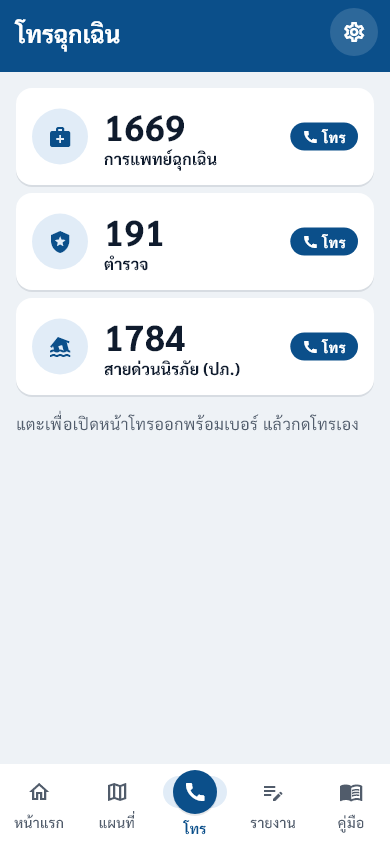 โทรฉุกเฉิน
1669
การแพทย์ฉุกเฉิน
โทร
191
ตำรวจ
โทร
1784
สายด่วนนิรภัย (ปภ.)
โทร
แตะเพื่อเปิดหน้าโทรออกพร้อมเบอร์ แล้วกดโทรเอง
หน้าแรก
แผนที่
โทร
รายงาน
คู่มือ